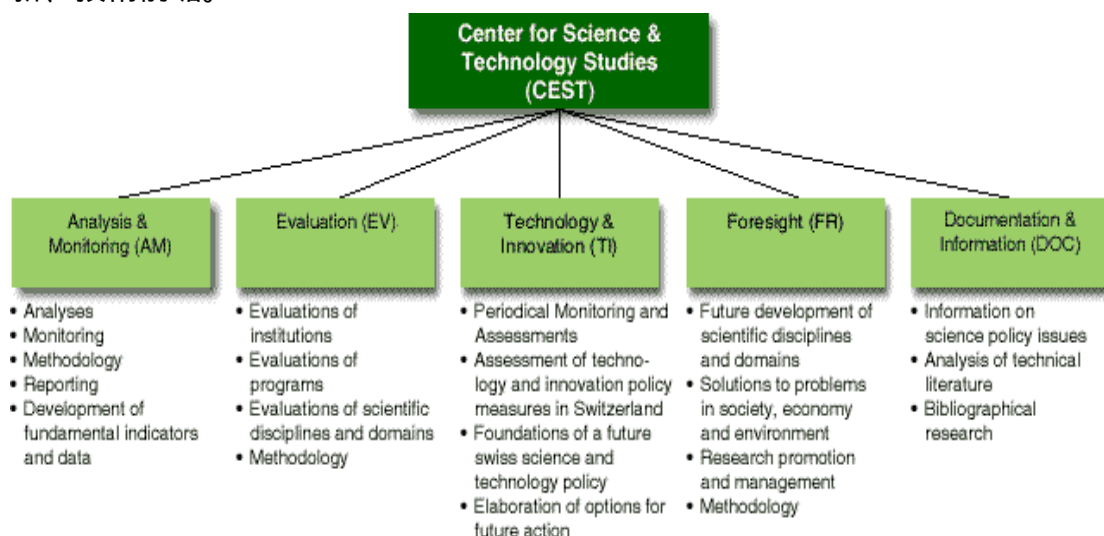 Center for Science &
Technology Studies
(CEST)
Analysis &
Monitoring (AM)
• Analyses
• Monitoring
• Methodology
• Reporting
• Development of
fundamental indicators
and data
Evaluation (EV)
• Evaluations of
institutions
• Evaluations of
programs
• Evaluations of scientific
disciplines and domains
• Methodology
Technology &
Innovation (TI)
• Periodical Monitoring and
Assessments
• Assessment of techno-
logy and innovation policy
measures in Switzerland
• Foundations of a future
swiss science and
technology policy
• Elaboration of options for
future action
Foresight (FR)
• Future development of
scientific disciplines
and domains
• Solutions to problems
in society, economy
and environment
• Research promotion
and management
• Methodology
Documentation &
Information (DOC)
• Information on
science policy issues
• Analysis of technical
literature
• Bibliographical
research